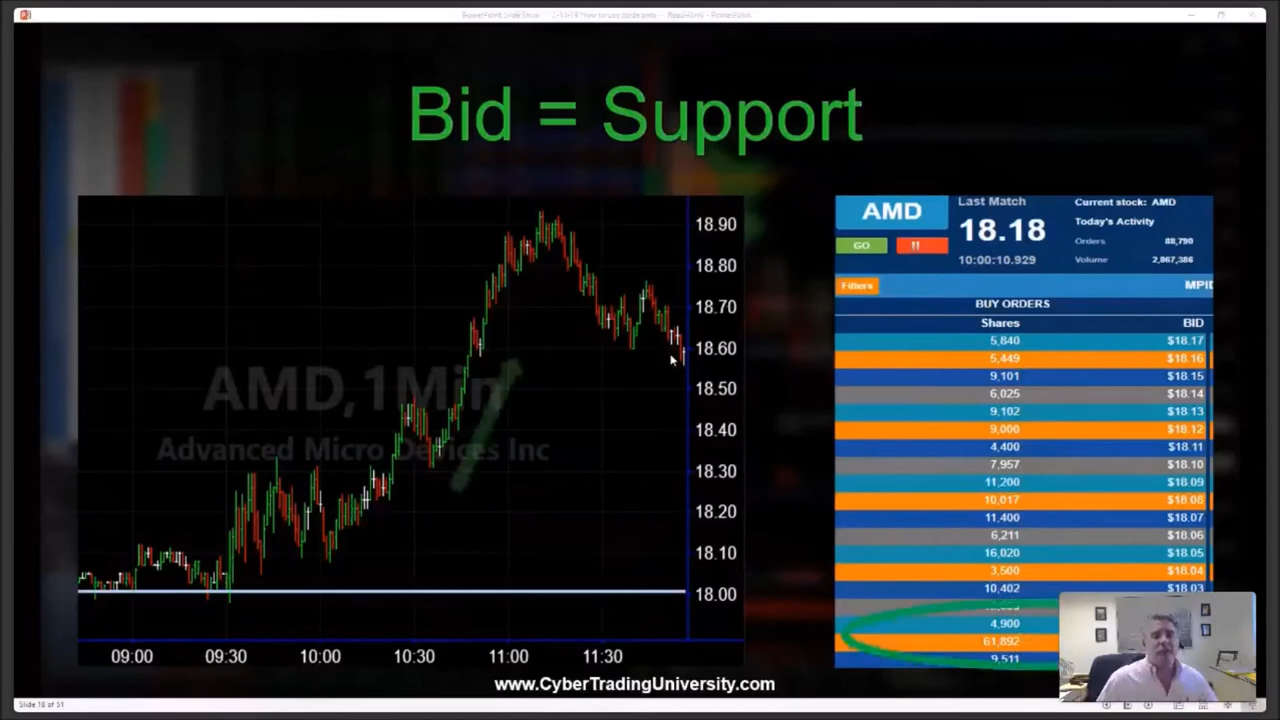 Bid = Support
AMD,1Min
Advanced Micro Devices Inc
18.90
18.80
18.70
18.60
18.50
18.40
18.30
18.20
18.10
18.00
09:00 09:30 10:00 10:30 11:00 11:30
AMD
GO !!
Last Match
18.18
10:00:10.929
Current stock: AMD
Today's Activity
Orders 88,790
Volume 2,867,386
Filters
BUY ORDERS
Shares BID
5,840 $18.17
5,449 $18.16
9,101 $18.15
6,025 $18.14
9,102 $18.13
9,000 $18.12
4,400 $18.11
7,957 $18.10
11,200 $18.09
10,017 $18.08
11,400 $18.07
6,211 $18.06
16,020 $18.05
3,500 $18.04
10,402 $18.03
4,900
61,892
9,511
www.CyberTradingUniversity.com
Slide 18 of 51